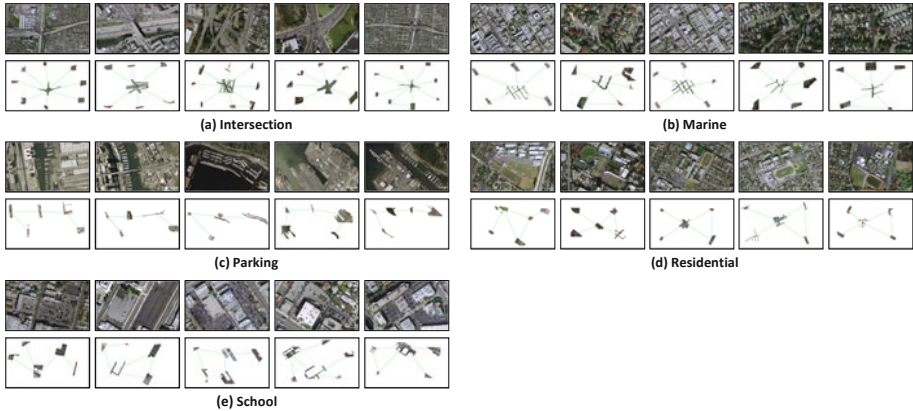 (a) Intersection
(b) Marine
(c) Parking
(d) Residential
(e) School